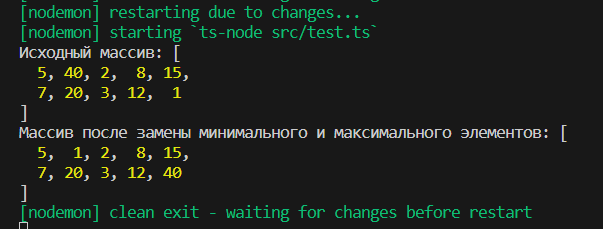 [nodemon] restarting due to changes...
[nodemon] starting `ts-node src/test.ts`
Исходный массив: [
  5, 40, 2,  8, 15,
  7, 20, 3, 12,  1
]
Массив после замены минимального и максимального элементов: [
  5,  1, 2,  8, 15,
  7, 20, 3, 12, 40
]
[nodemon] clean exit - waiting for changes before restart